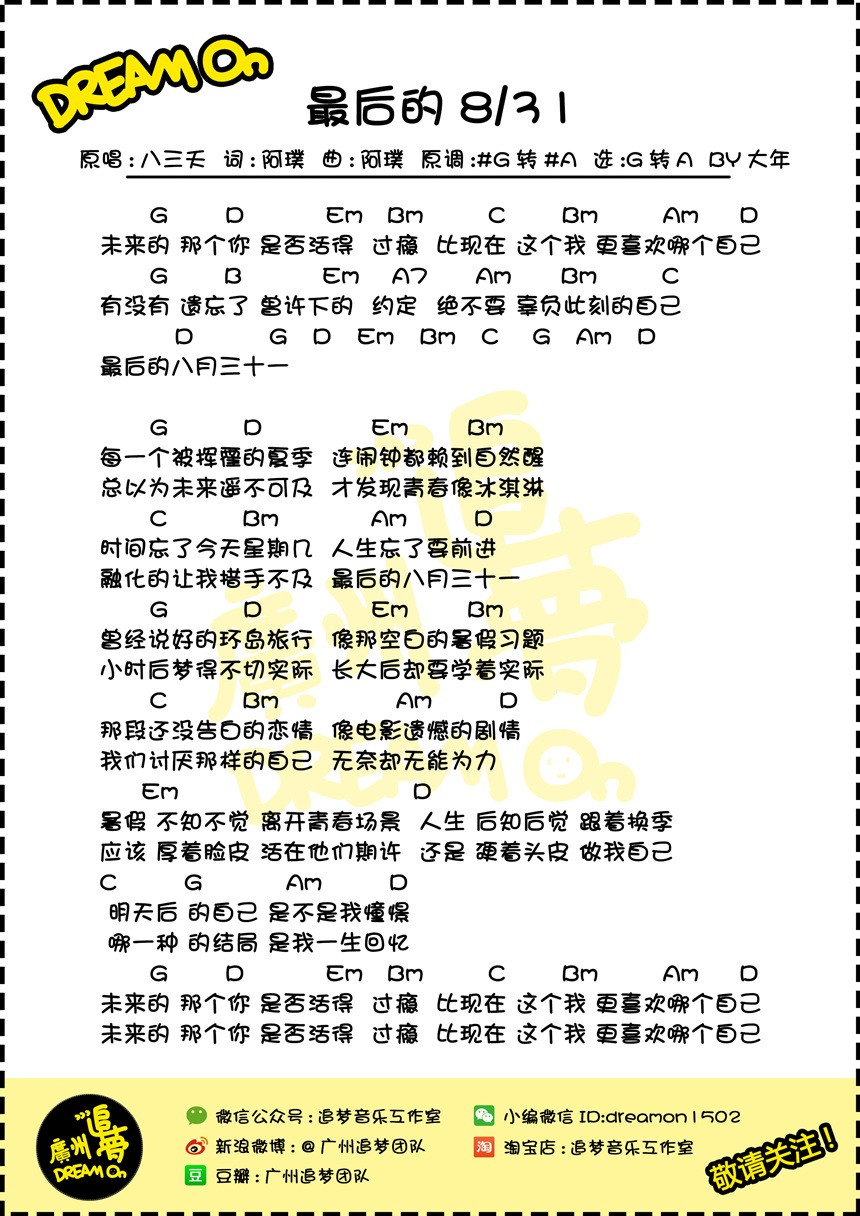 DREAM On
最后的 8/31
原唱:八三夭 词:阿璞 曲:阿璞 原调:#G 转 #A 选:G 转 A BY 大年
G D Em Bm C Bm Am D
未来的 那个你 是否活得 过瘾 比现在 这个我 更喜欢哪个自己
G B Em A7 Am Bm C
有没有 遗忘了 曾许下的 约定 绝不要 辜负此刻的自己
D G D Em Bm C G Am D
最后的八月三十一
G D Em Bm
每一个被挥霍的夏季 连闹钟都赖到自然醒
总以为未来遥不可及 才发现青春像冰淇淋
C Bm Am D
时间忘了今天星期几 人生忘了要前进
融化的让我措手不及 最后的八月三十一
G D Em Bm
曾经说好的环岛旅行 像那空白的暑假习题
小时后梦得不切实际 长大后却要学着实际
C Bm Am D
那段还没告白的恋情 像电影遗憾的剧情
我们讨厌那样的自己 无奈却无能为力
Em D
暑假 不知不觉 离开青春场景 人生 后知后觉 跟着换季
应该 厚着脸皮 活在他们期许 还是 硬着头皮 做我自己
C G Am D
明天后 的自己 是不是我憧憬
哪一种 的结局 是我一生回忆
G D Em Bm C Bm Am D
未来的 那个你 是否活得 过瘾 比现在 这个我 更喜欢哪个自己
未来的 那个你 是否活得 过瘾 比现在 这个我 更喜欢哪个自己
廣州追夢 DREAM On
廣州追夢 DREAM On
微信公众号:追梦音乐工作室 小编微信 ID:dreamon1502
新浪微博:@广州追梦团队 淘 淘宝店:追梦音乐工作室
豆 豆瓣:广州追梦团队
敬请关注!